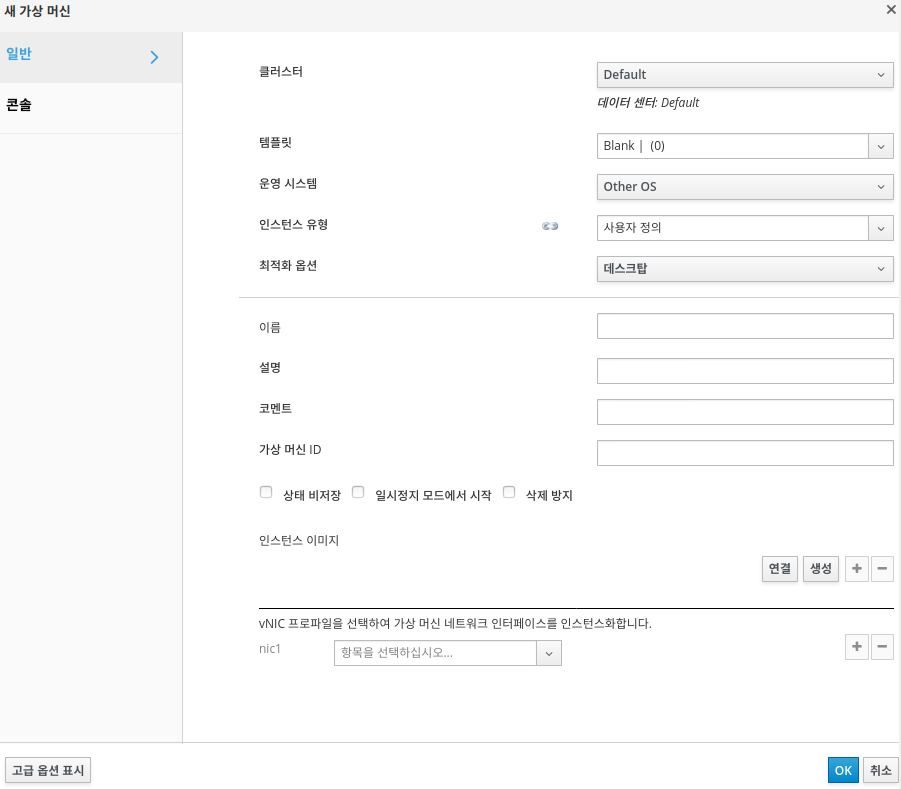 새 가상 머신
일반
콘솔
클러스터
Default
데이터 센터: Default
템플릿
Blank | (0)
운영 시스템
Other OS
인스턴스 유형
사용자 정의
최적화 옵션
데스크탑
이름
설명
코멘트
가상 머신 ID
상태 비저장 일시정지 모드에서 시작 삭제 방지
인스턴스 이미지
연결 생성
vNIC 프로파일을 선택하여 가상 머신 네트워크 인터페이스를 인스턴스화합니다.
nic1 항목을 선택하십시오...
고급 옵션 표시 OK 취소